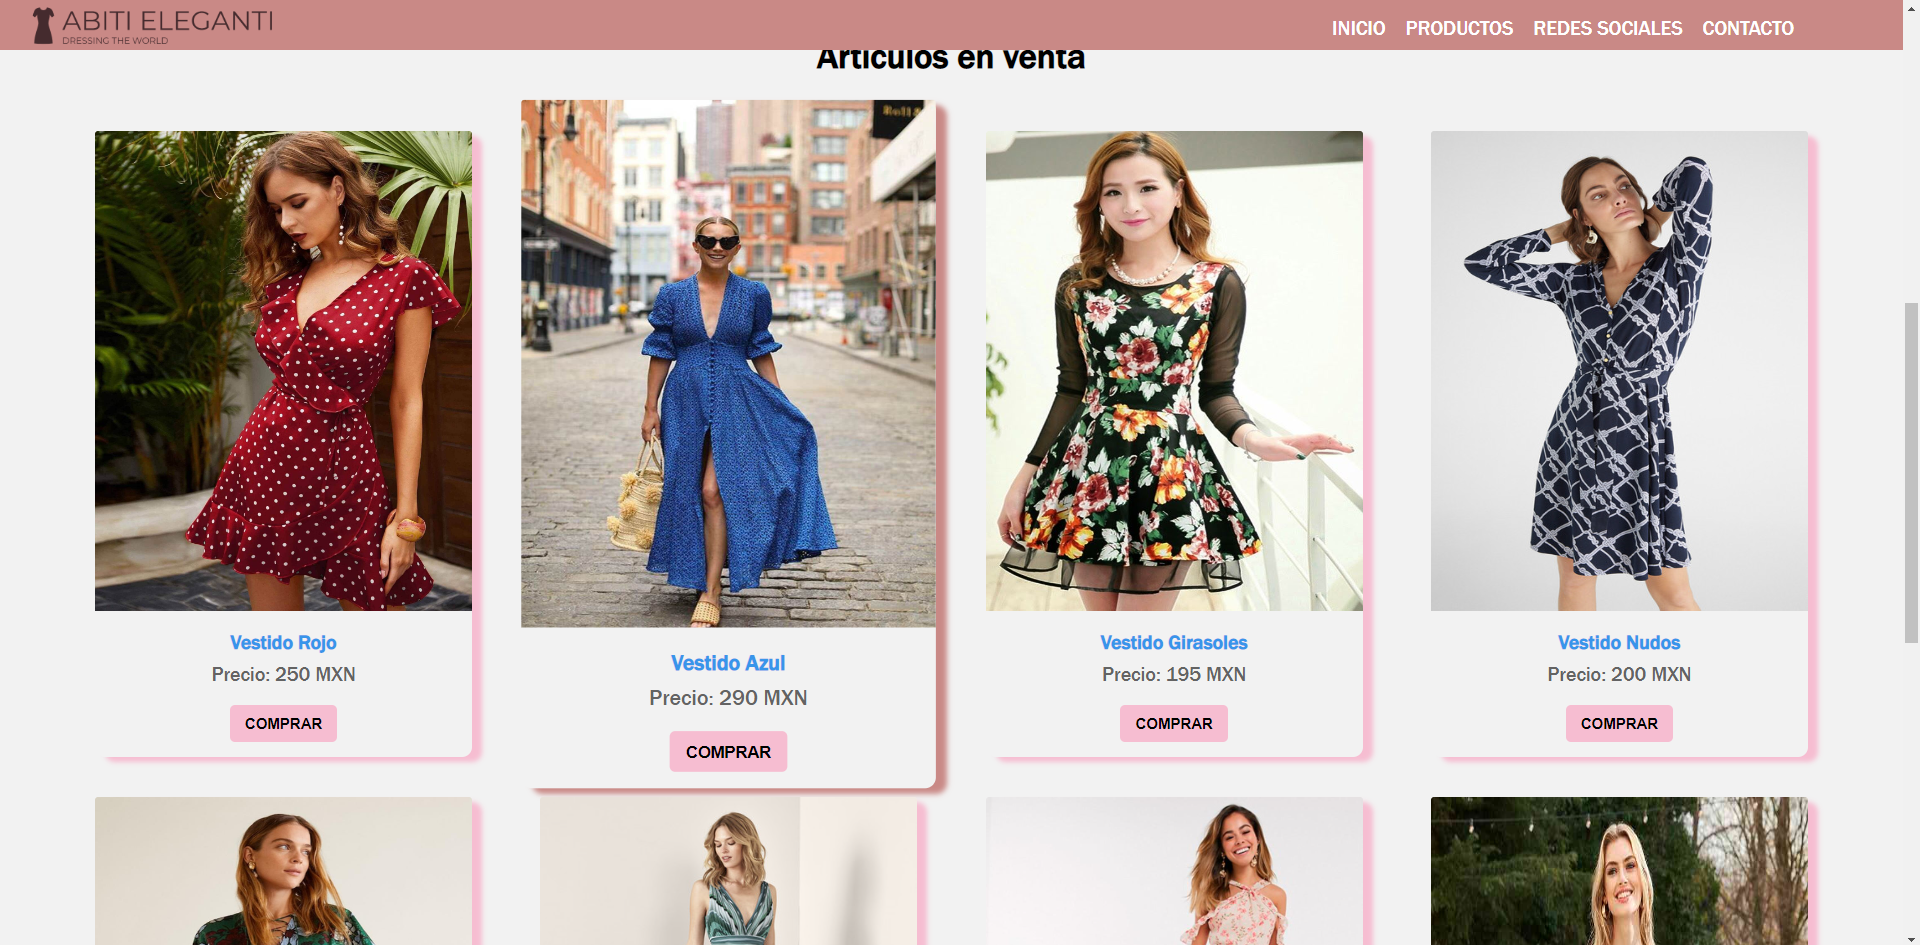 ABITI ELEGANTI
DRESSING THE WORLD
INICIO PRODUCTOS REDES SOCIALES CONTACTO
Artículos en venta
Vestido Rojo
Precio: 250 MXN
COMPRAR
Vestido Azul
Precio: 290 MXN
COMPRAR
Vestido Girasoles
Precio: 195 MXN
COMPRAR
Vestido Nudos
Precio: 200 MXN
COMPRAR